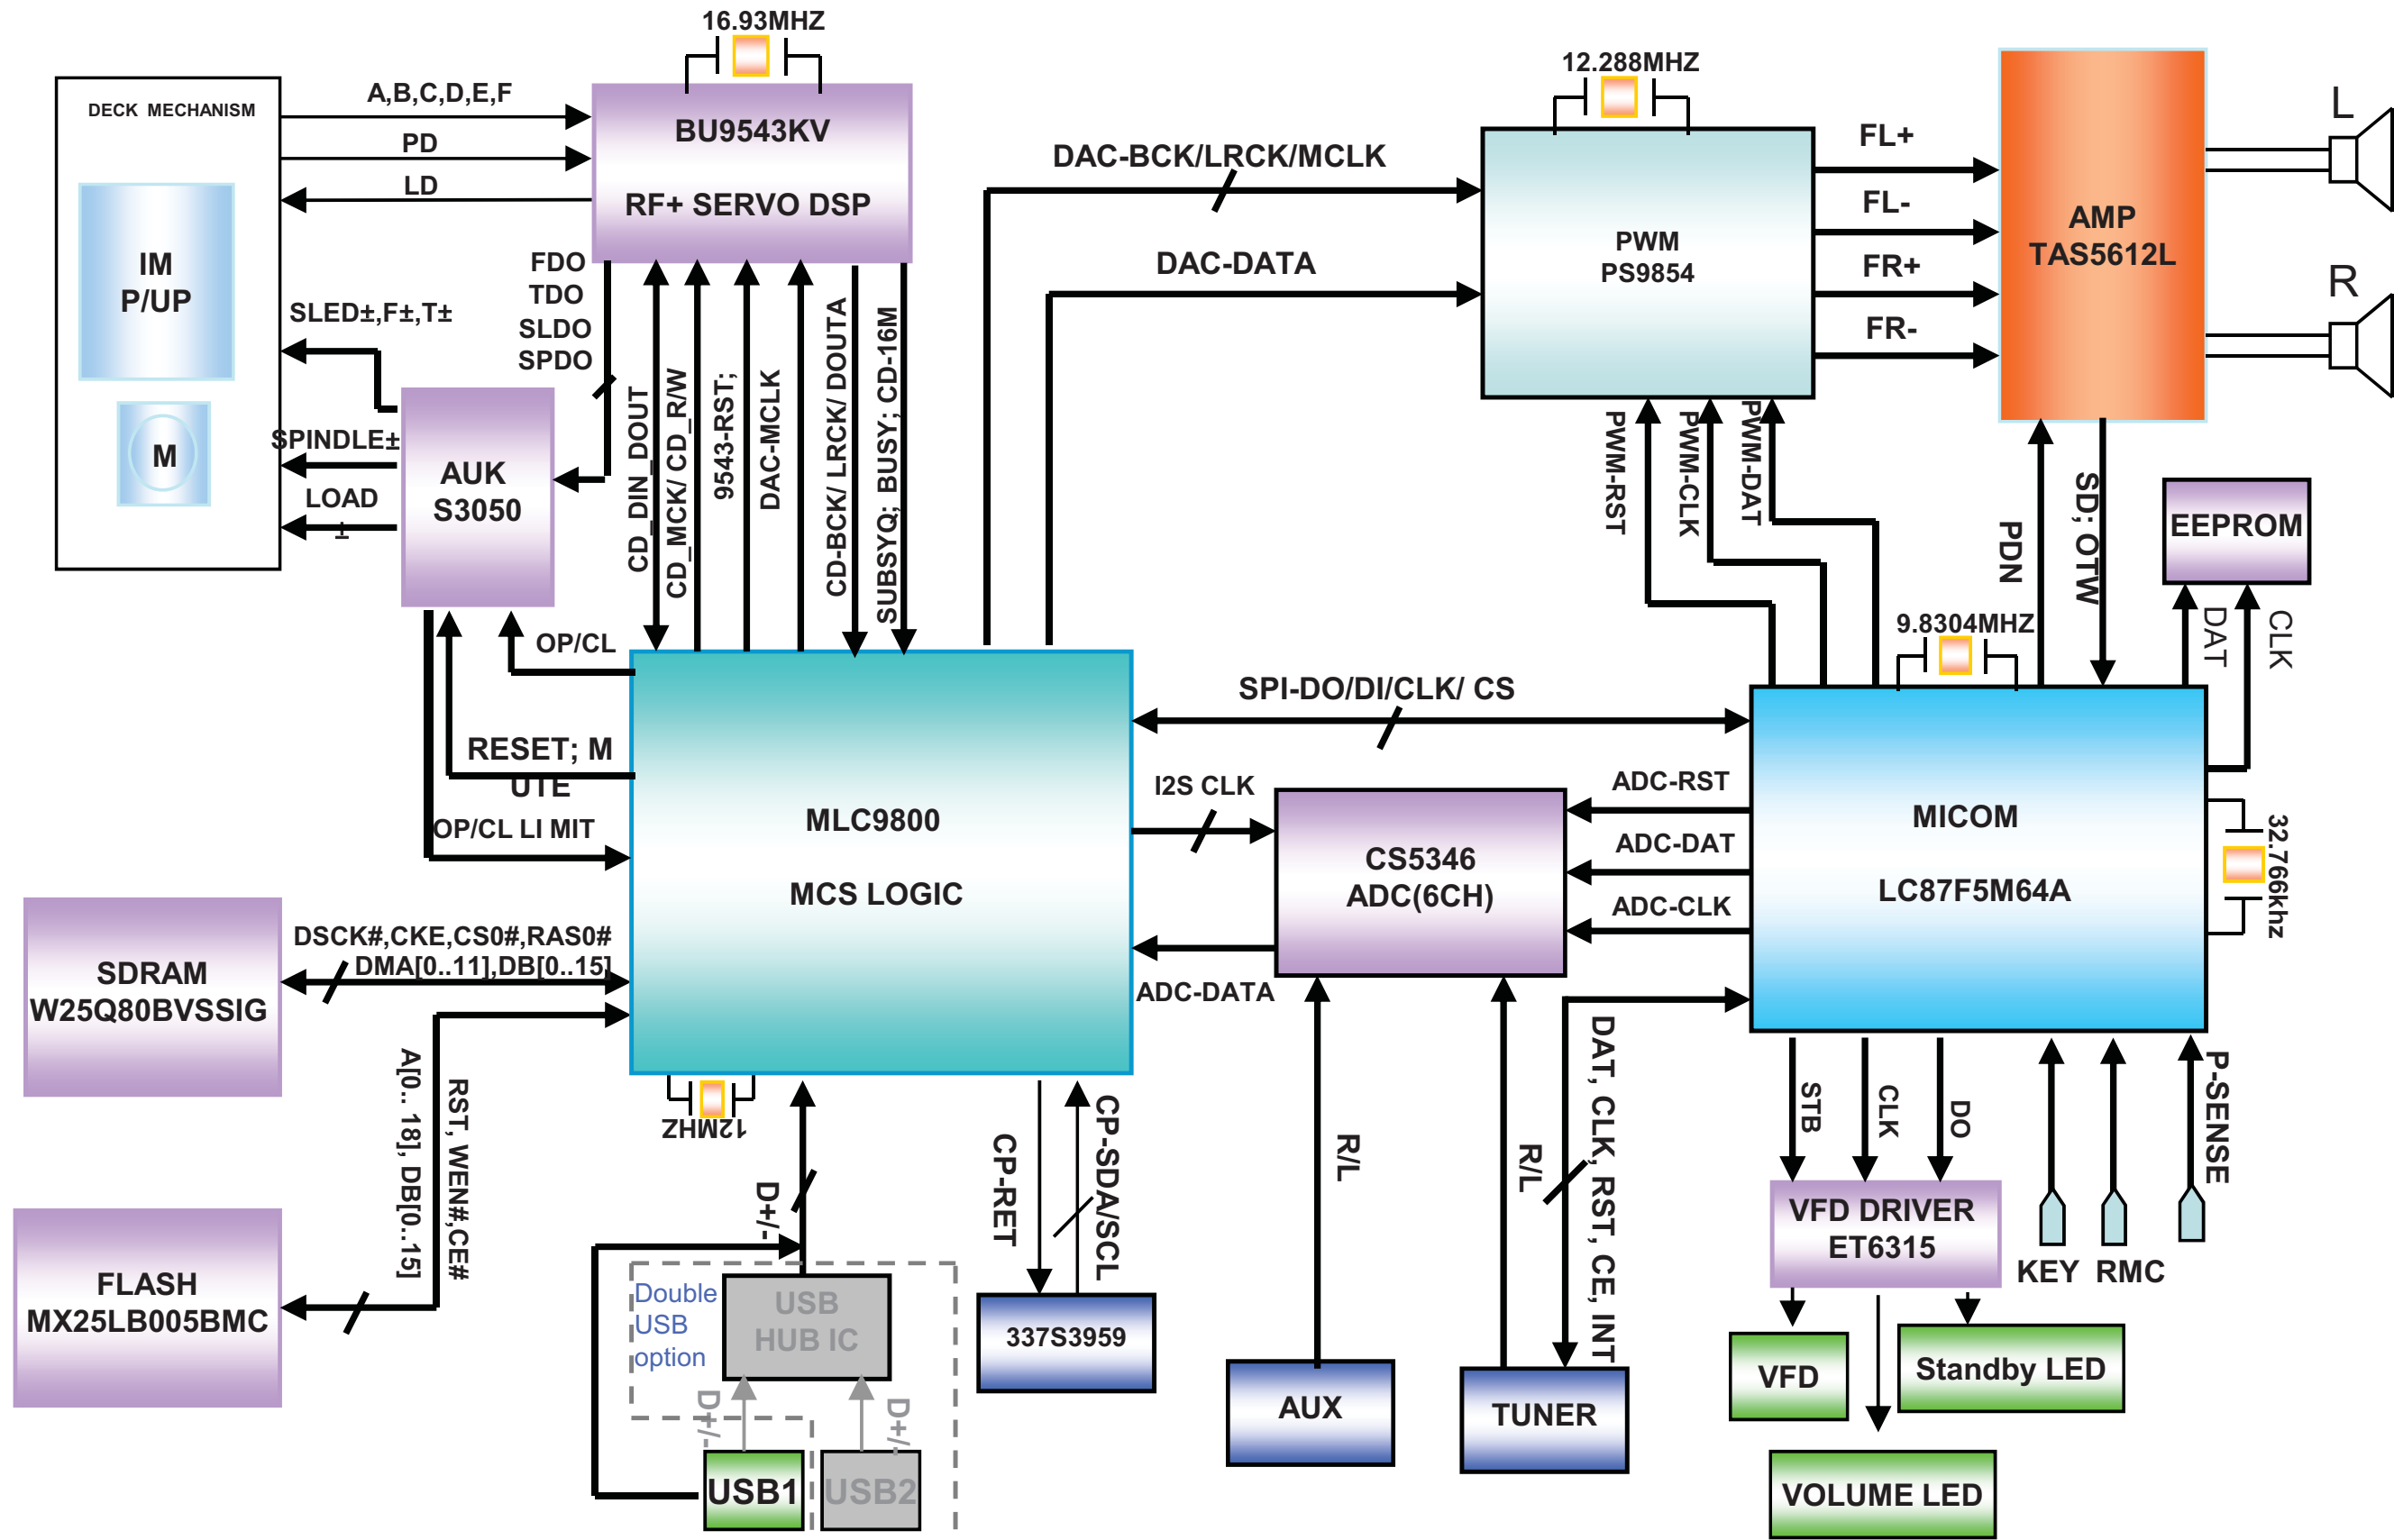 16.93MHZ
12.288MHZ
DECK MECHANISM
A,B,C,D,E,F
PD
LD
BU9543KV
RF+ SERVO DSP
IM
P/UP
M
SLED±,F±,T±
SPINDLE±
LOAD
±
FDO
TDO
SLDO
SPDO
AUK
S3050
CD_DIN_DOUT
CD_MCK/ CD_R/W
9543-RST;
DAC-MCLK
CD-BCK/ LRCK/ DOUTA
SUBSYQ; BUSY; CD-16M
DAC-BCK/LRCK/MCLK
DAC-DATA
PWM
PS9854
FL+
FL-
FR+
FR-
AMP
TAS5612L
L
R
PWM-RST
PWM-CLK
PWM-DAT
PDN
SD; OTW
EEPROM
DAT
CLK
9.8304MHZ
OP/CL
RESET; M
UTE
OP/CL LI MIT
MLC9800
MCS LOGIC
SPI-DO/DI/CLK/ CS
I2S CLK
ADC-DATA
CS5346
ADC(6CH)
ADC-RST
ADC-DAT
ADC-CLK
MICOM
LC87F5M64A
32.766khz
SDRAM
W25Q80BVSSIG
DSCK#,CKE,CS0#,RAS0#
DMA[0..11],DB[0..15]
FLASH
MX25LB005BMC
RST, WEN#,CE#
A[0.. 18], DB[0..15]
12MHZ
D+/-
CP-RET
CP-SDA/SCL
337S3959
Double
USB
option
USB
HUB IC
D+/-
D+/-
USB1
USB2
R/L
AUX
R/L
TUNER
DAT, CLK, RST, CE, INT
STB
CLK
DO
P-SENSE
KEY
RMC
VFD DRIVER
ET6315
VFD
Standby LED
VOLUME LED